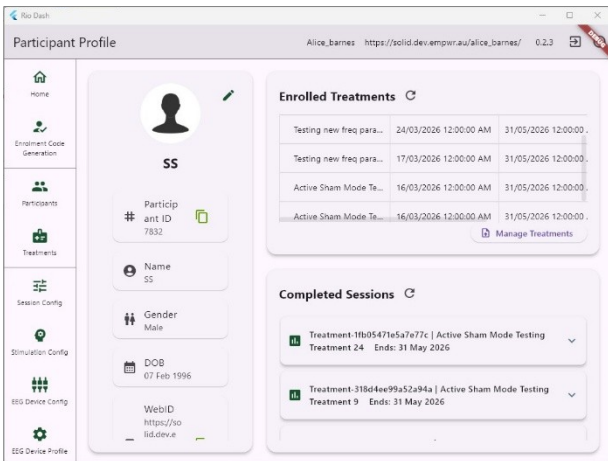 Rio Dash
Participant Profile
Alice_barnes https://solid.dev.empwr.au/alice_barnes/ 0.2.3
DEBUG
Home
Enrolment Code
Generation
Participants
Treatments
Session Config
Stimulation Config
EEG Device Config
EEG Device Profile
SS
Particip
ant ID
7832
Name
SS
Gender
Male
DOB
07 Feb 1996
WebID
https://so
lid.dev.e
Enrolled Treatments
Testing new freq para... 24/03/2026 12:00:00 AM 31/05/2026 12:00:00 .
Testing new freq para... 17/03/2026 12:00:00 AM 31/05/2026 12:00:00 .
Active Sham Mode Te... 16/03/2026 12:00:00 AM 31/05/2026 12:00:00 .
Active Sham Mode Te... 16/03/2026 12:00:00 AM 31/05/2026 12:00:00 .
Manage Treatments
Completed Sessions
Treatment-1fb05471e5a7e77c | Active Sham Mode Testing
Treatment 24 Ends: 31 May 2026
Treatment-318d4ee99a52a94a | Active Sham Mode Testing
Treatment 9 Ends: 31 May 2026